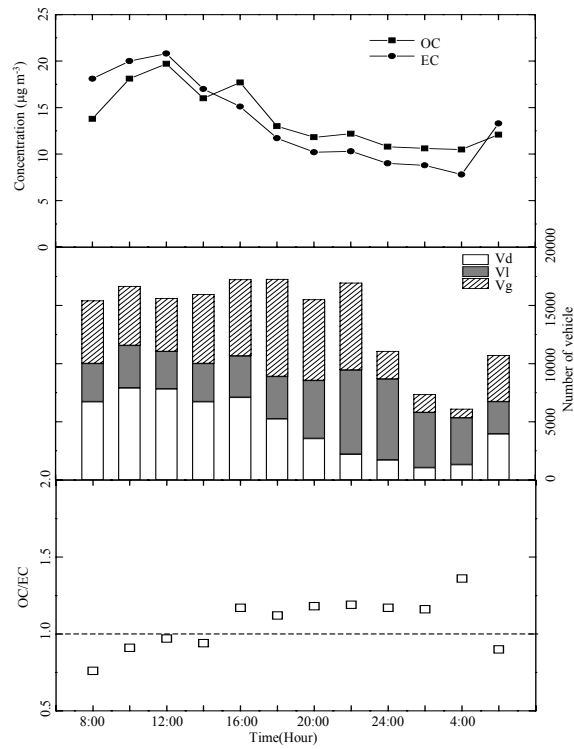 25
20
15
10
5
0
Concentration (μg m⁻³)
OC
EC
20000
15000
10000
5000
0
Number of vehicle
Vd
Vl
Vg
2.0
1.5
1.0
0.5
OC/EC
8:00 12:00 16:00 20:00 24:00 4:00
Time(Hour)